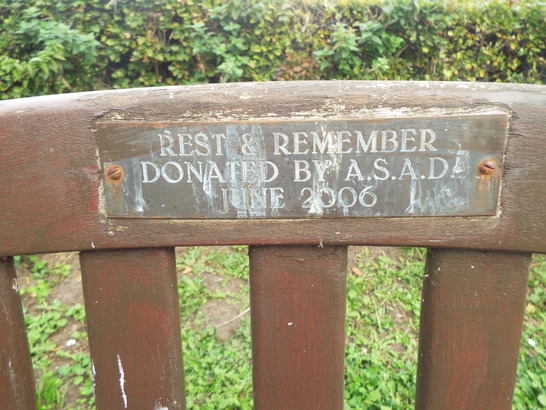 REST & REMEMBER
DONATED BY A.S.A.D.
JUNE 2006